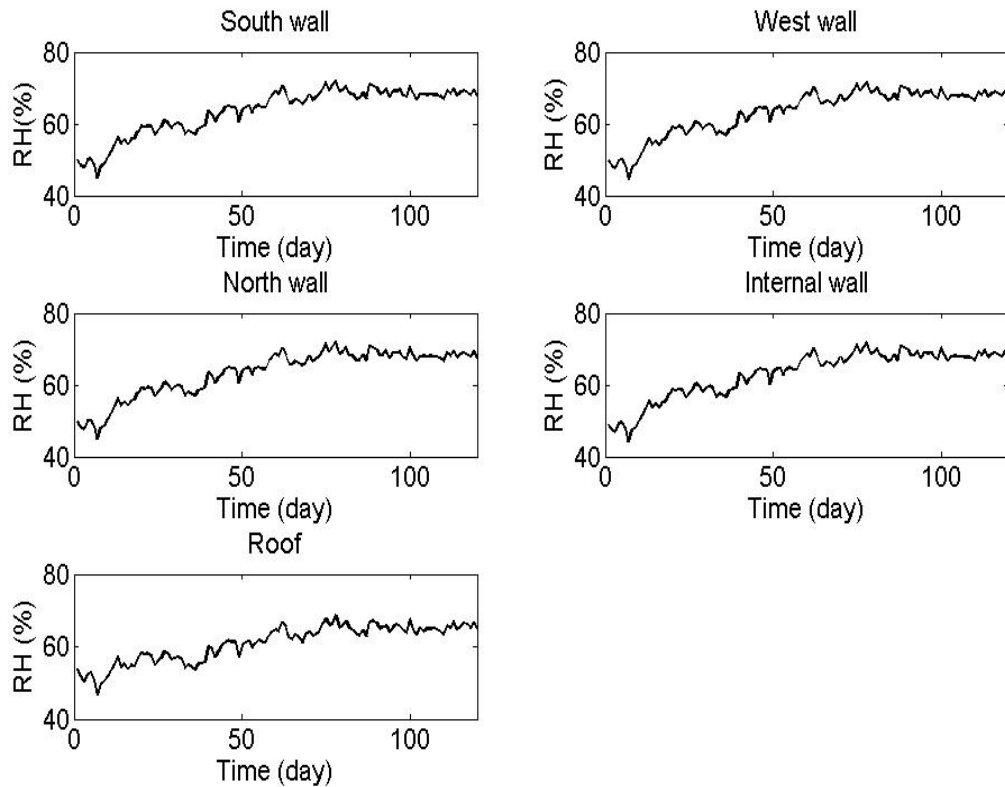 South wall
80
60
40
RH(%)
0
50
100
Time (day)
West wall
80
60
40
RH (%)
0
50
100
Time (day)
North wall
80
60
40
RH (%)
0
50
100
Time (day)
Internal wall
80
60
40
RH (%)
0
50
100
Time (day)
Roof
80
60
40
RH (%)
0
50
100
Time (day)